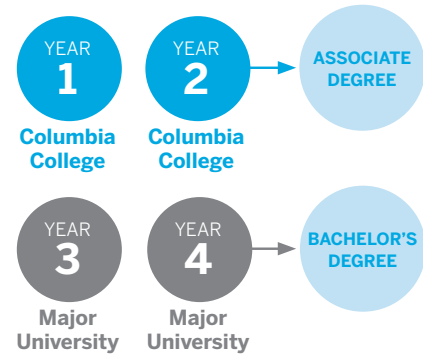 YEAR
1
YEAR
2
ASSOCIATE
DEGREE
Columbia
College
Columbia
College
YEAR
3
YEAR
4
BACHELOR'S
DEGREE
Major
University
Major
University